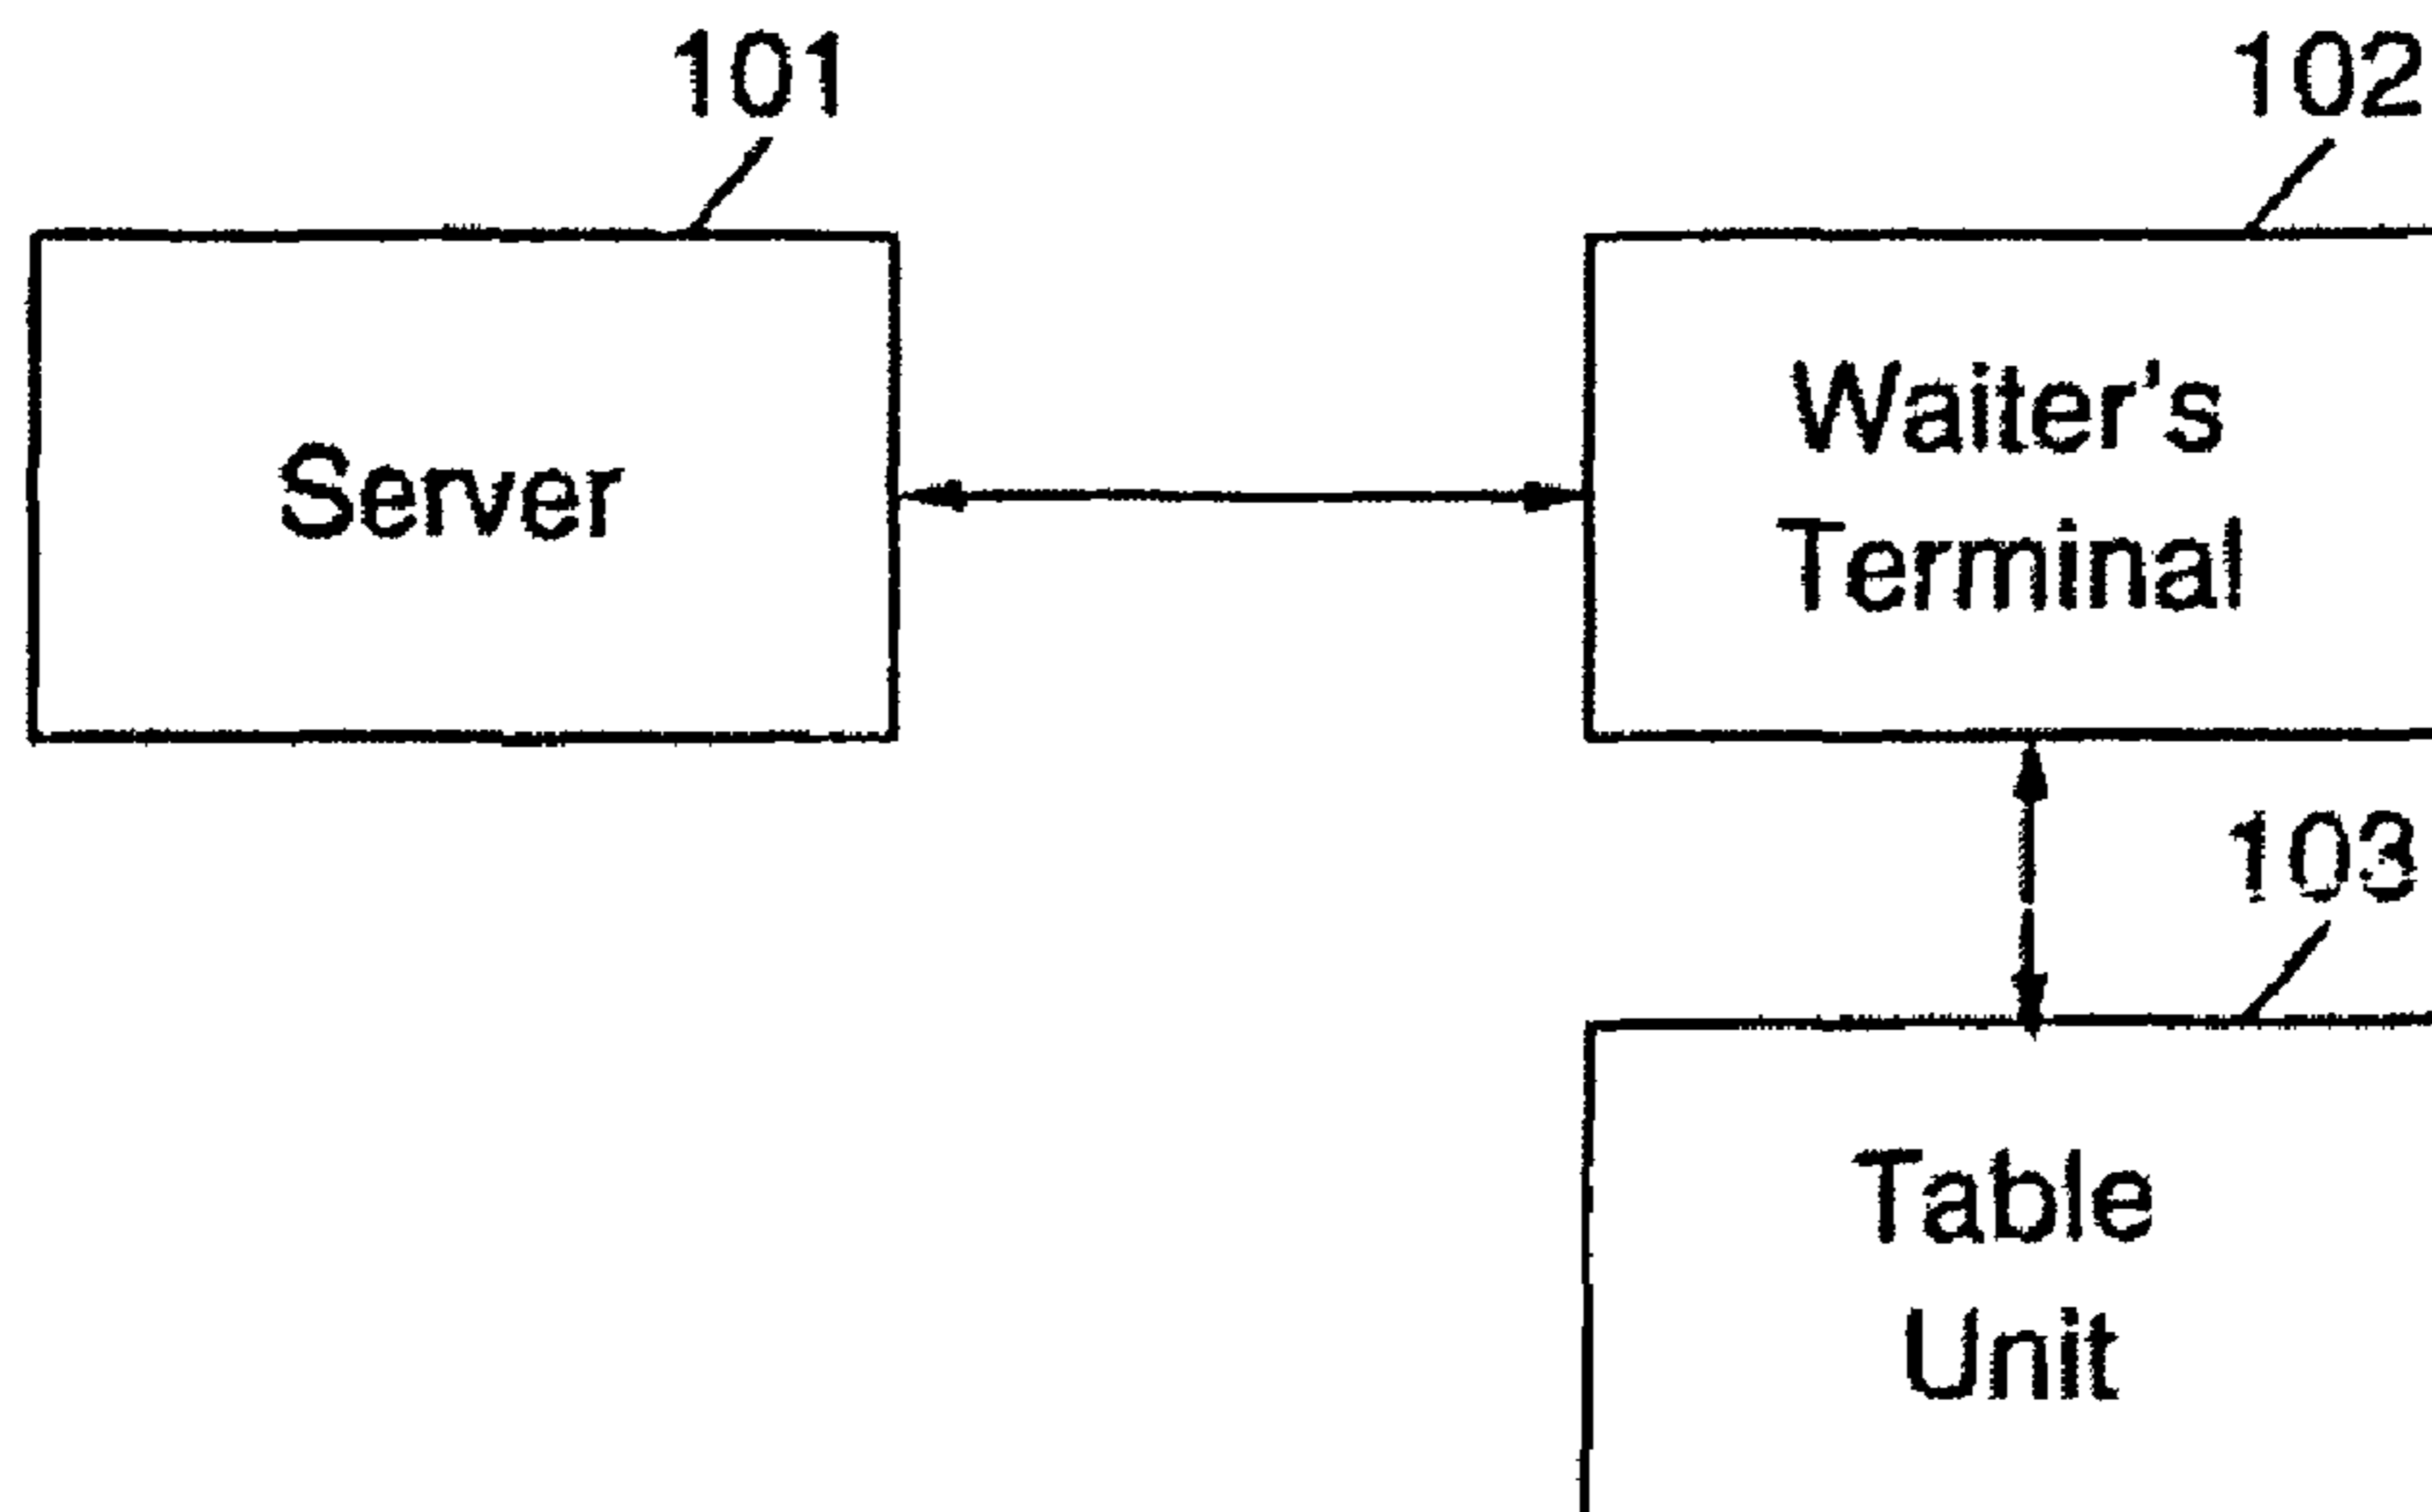 101
102
Server
Waiter's
Terminal
103
Table
Unit